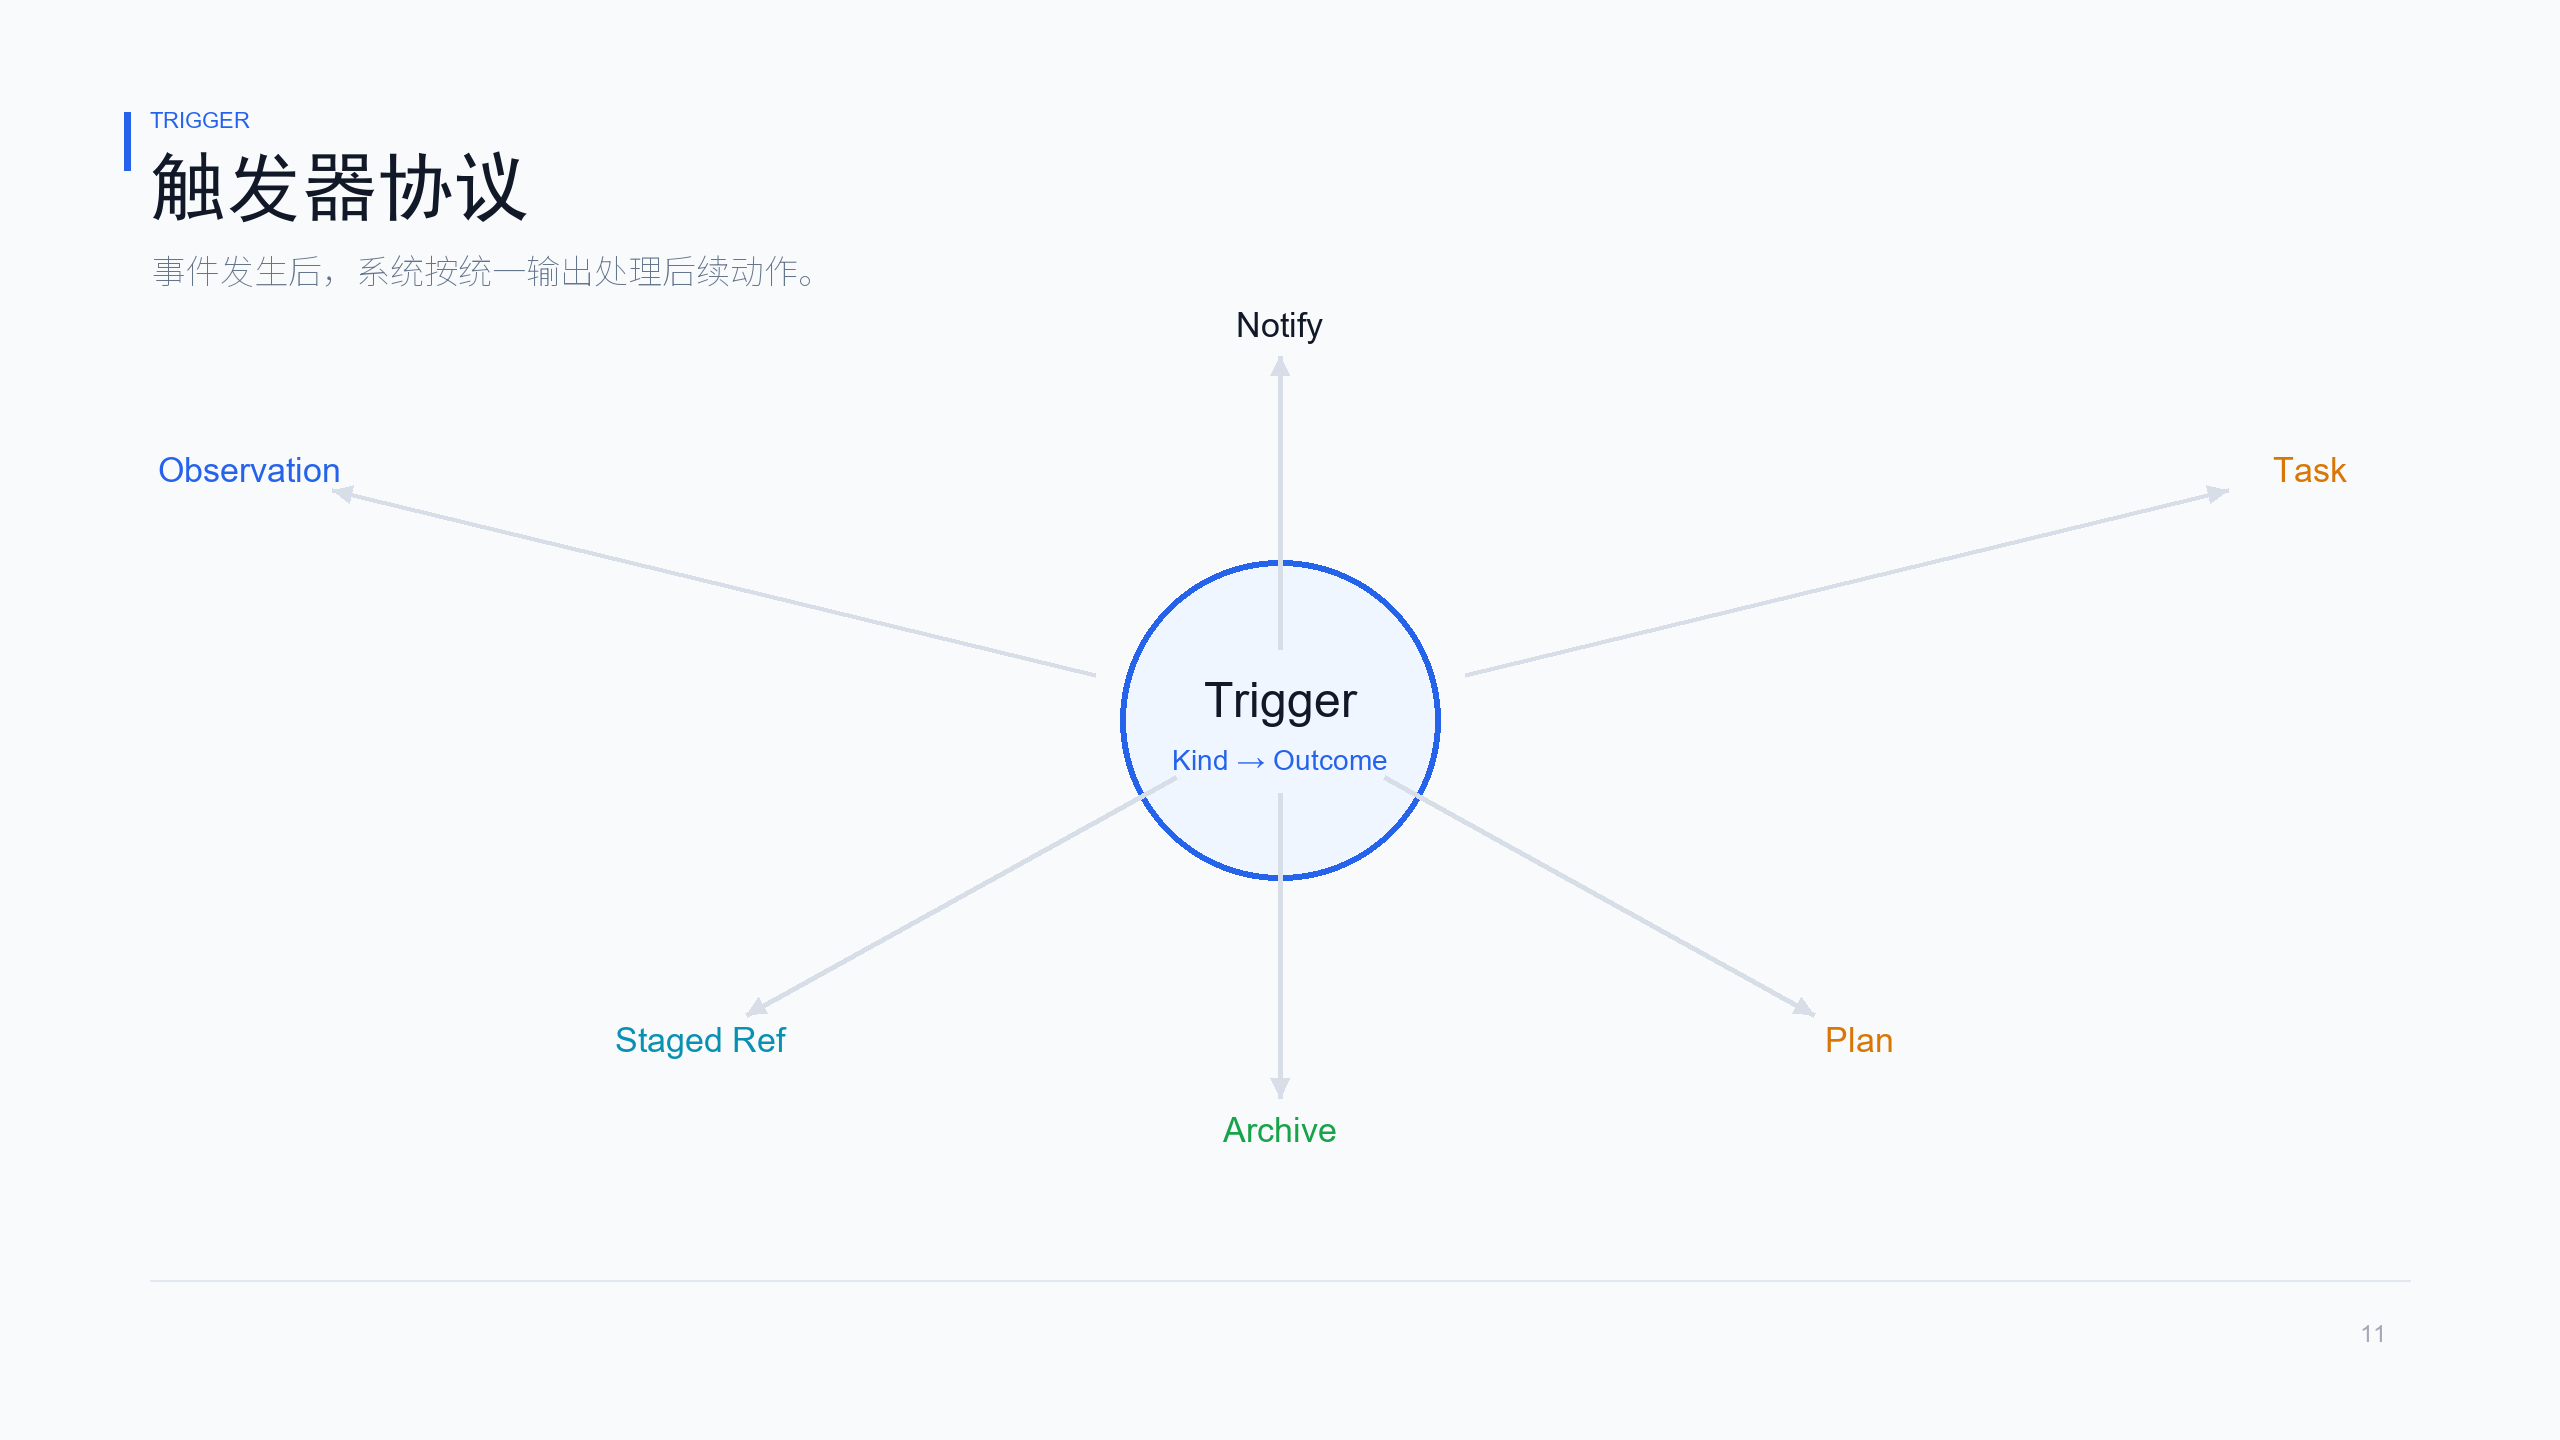 TRIGGER
触发器协议
事件发生后，系统按统一输出处理后续动作。
Notify
Observation
Task
Trigger
Kind → Outcome
Staged Ref
Plan
Archive
11